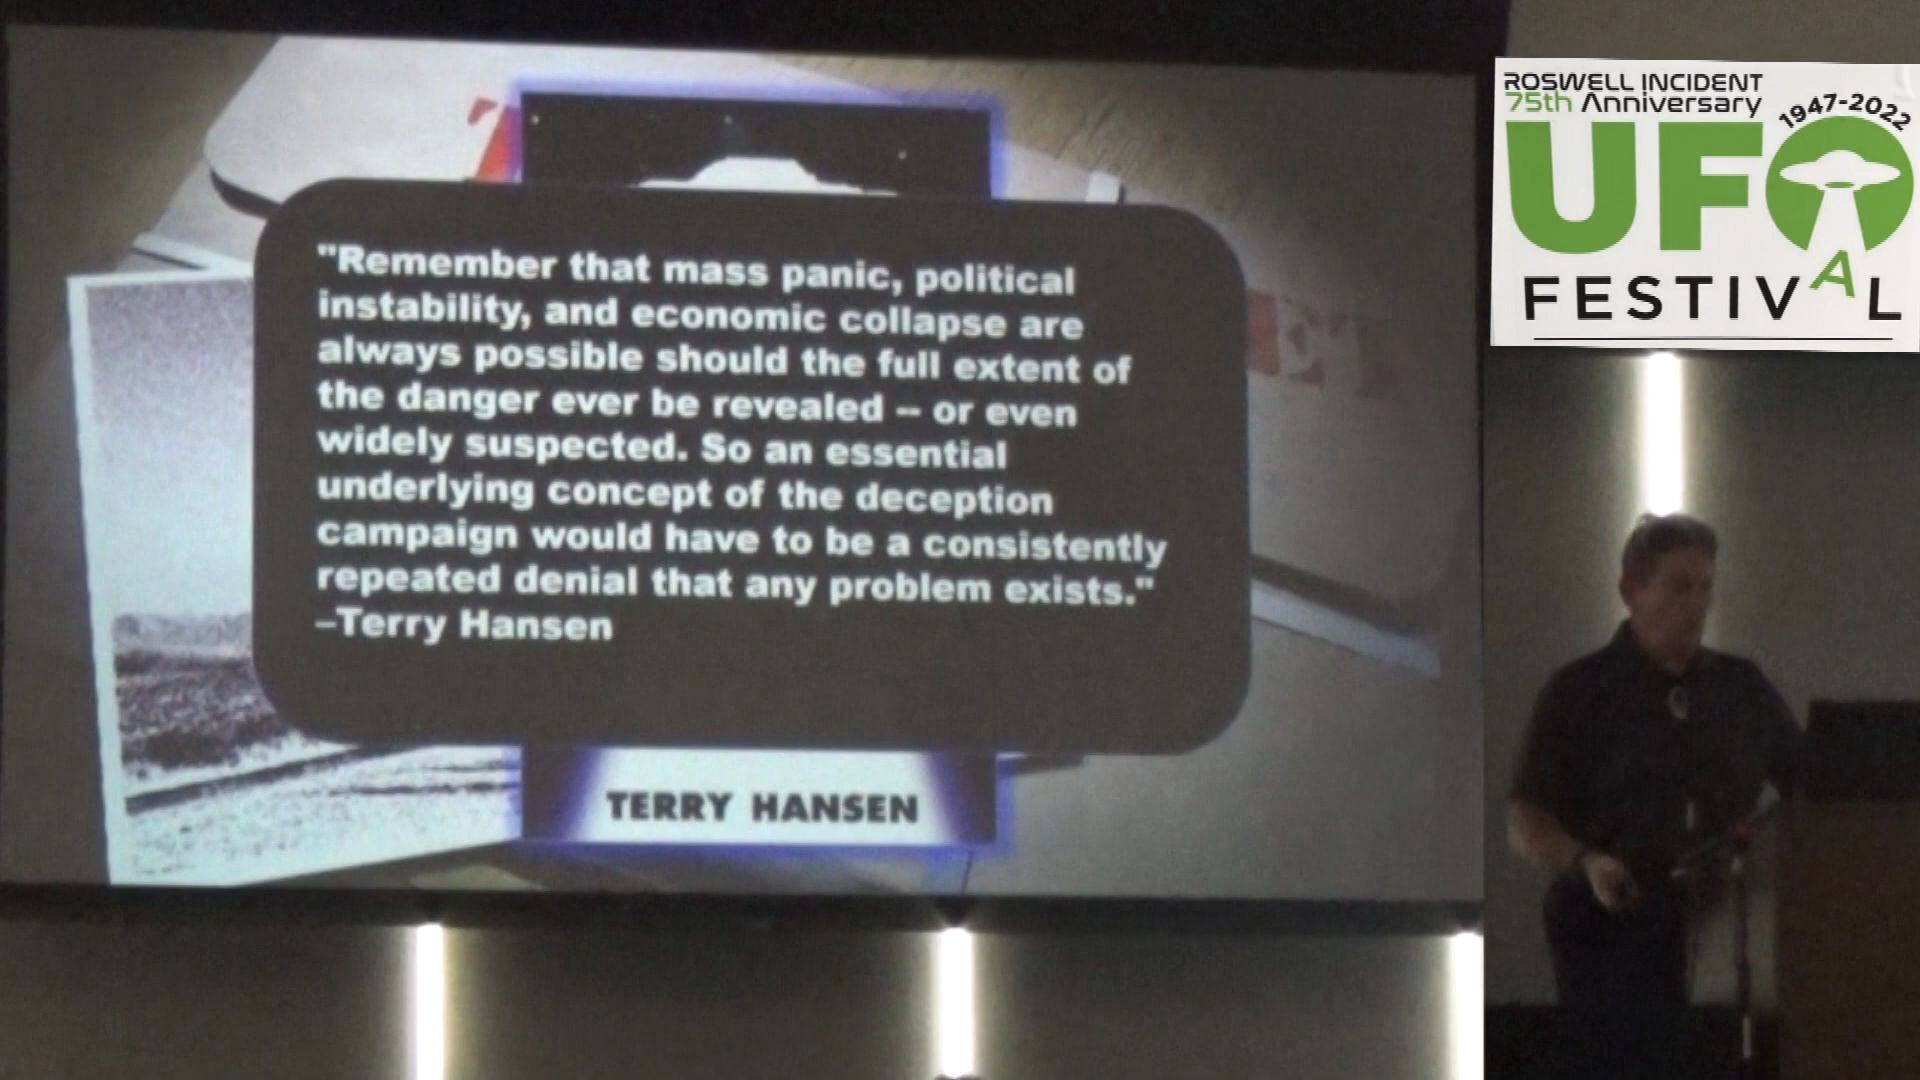 "Remember that mass panic, political
instability, and economic collapse are
always possible should the full extent of
the danger ever be revealed -- or even
widely suspected. So an essential
underlying concept of the deception
campaign would have to be a consistently
repeated denial that any problem exists."
–Terry Hansen
TERRY HANSEN
ROSWELL INCIDENT
75th Anniversary
1947-2022
UFO
FESTIVAL